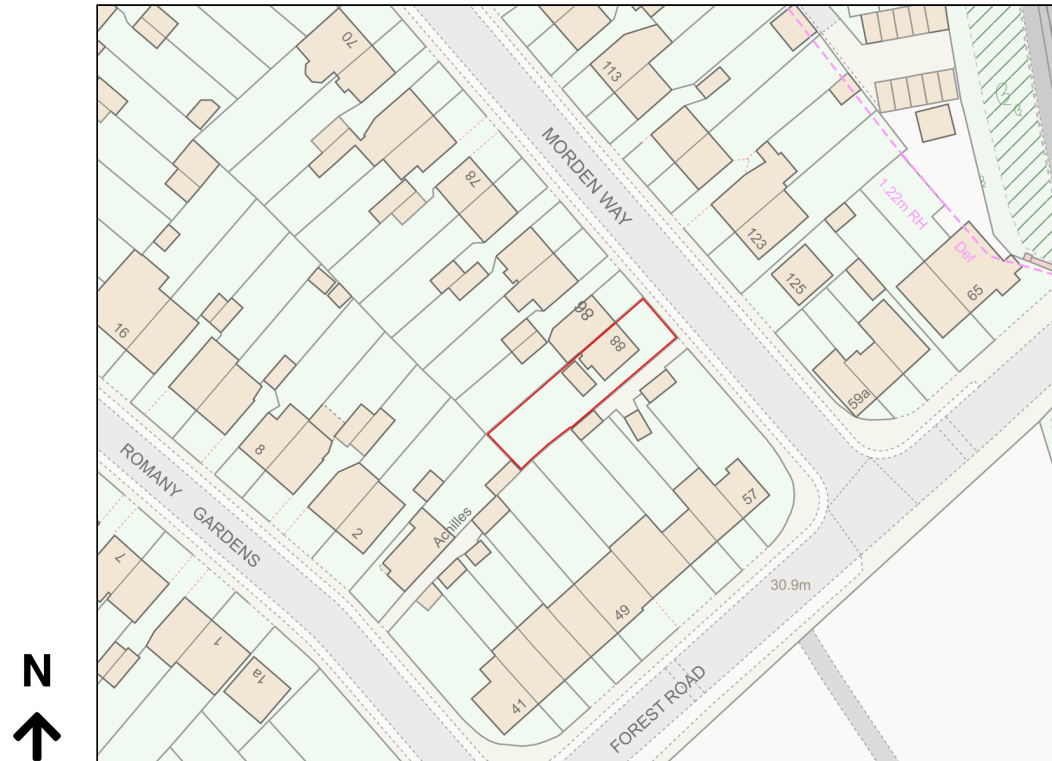 70
113
MORDEN WAY
78
1.22m RH
Def
123
125
65
86
88
16
59a
8
ROMANY GARDENS
2
Achilles
57
30.9m
7
49
1
1a
41
FOREST ROAD
N